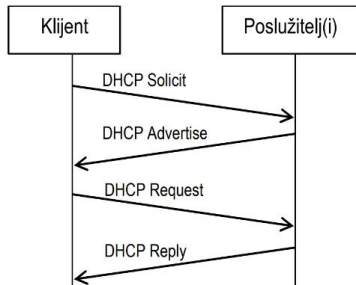 Klijent
Poslužitelj(i)
DHCP Solicit
DHCP Advertise
DHCP Request
DHCP Reply